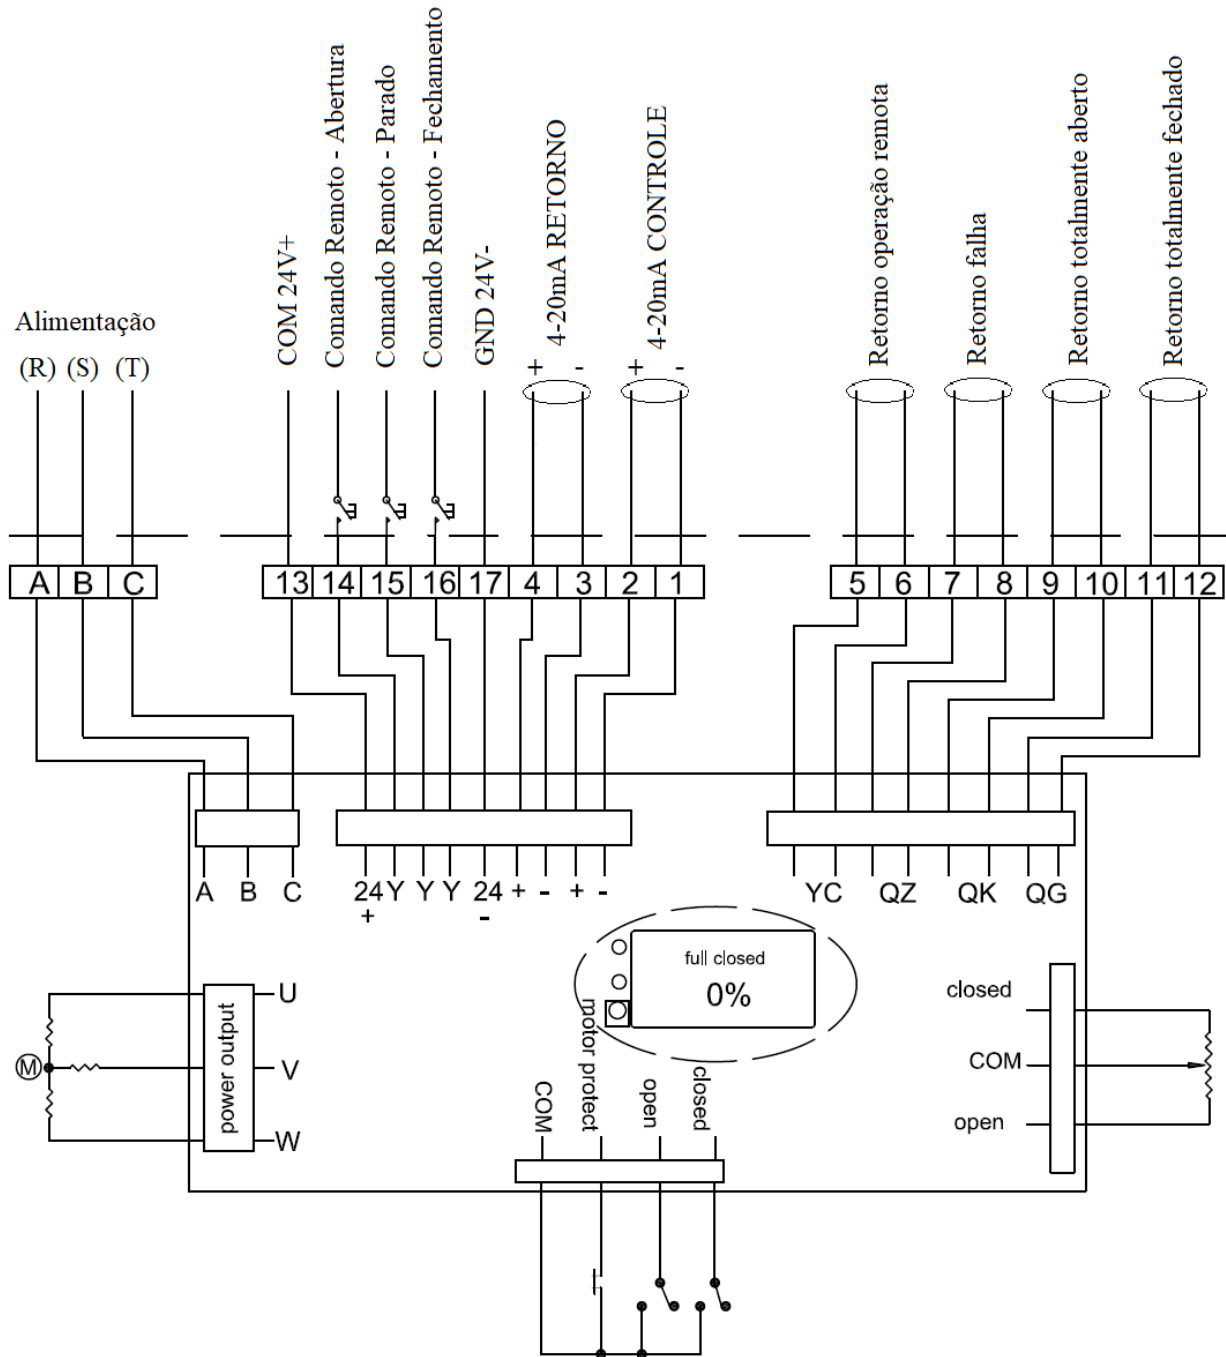 Alimentação
(R) (S) (T)
COM 24V+
Comando Remoto - Abertura
Comando Remoto - Parado
Comando Remoto - Fechamento
GND 24V-
4-20mA RETORNO
+ -
4-20mA CONTROLE
+ -
Retorno operação remota
Retorno falha
Retorno totalmente aberto
Retorno totalmente fechado
A B C
13 14 15 16 17 4 3 2 1
5 6 7 8 9 10 11 12
A B C
24 Y Y Y 24 + - + -
+ -
YC QZ QK QG
full closed
0%
power output
U
V
W
M
COM
motor protect
open
closed
closed
COM
open